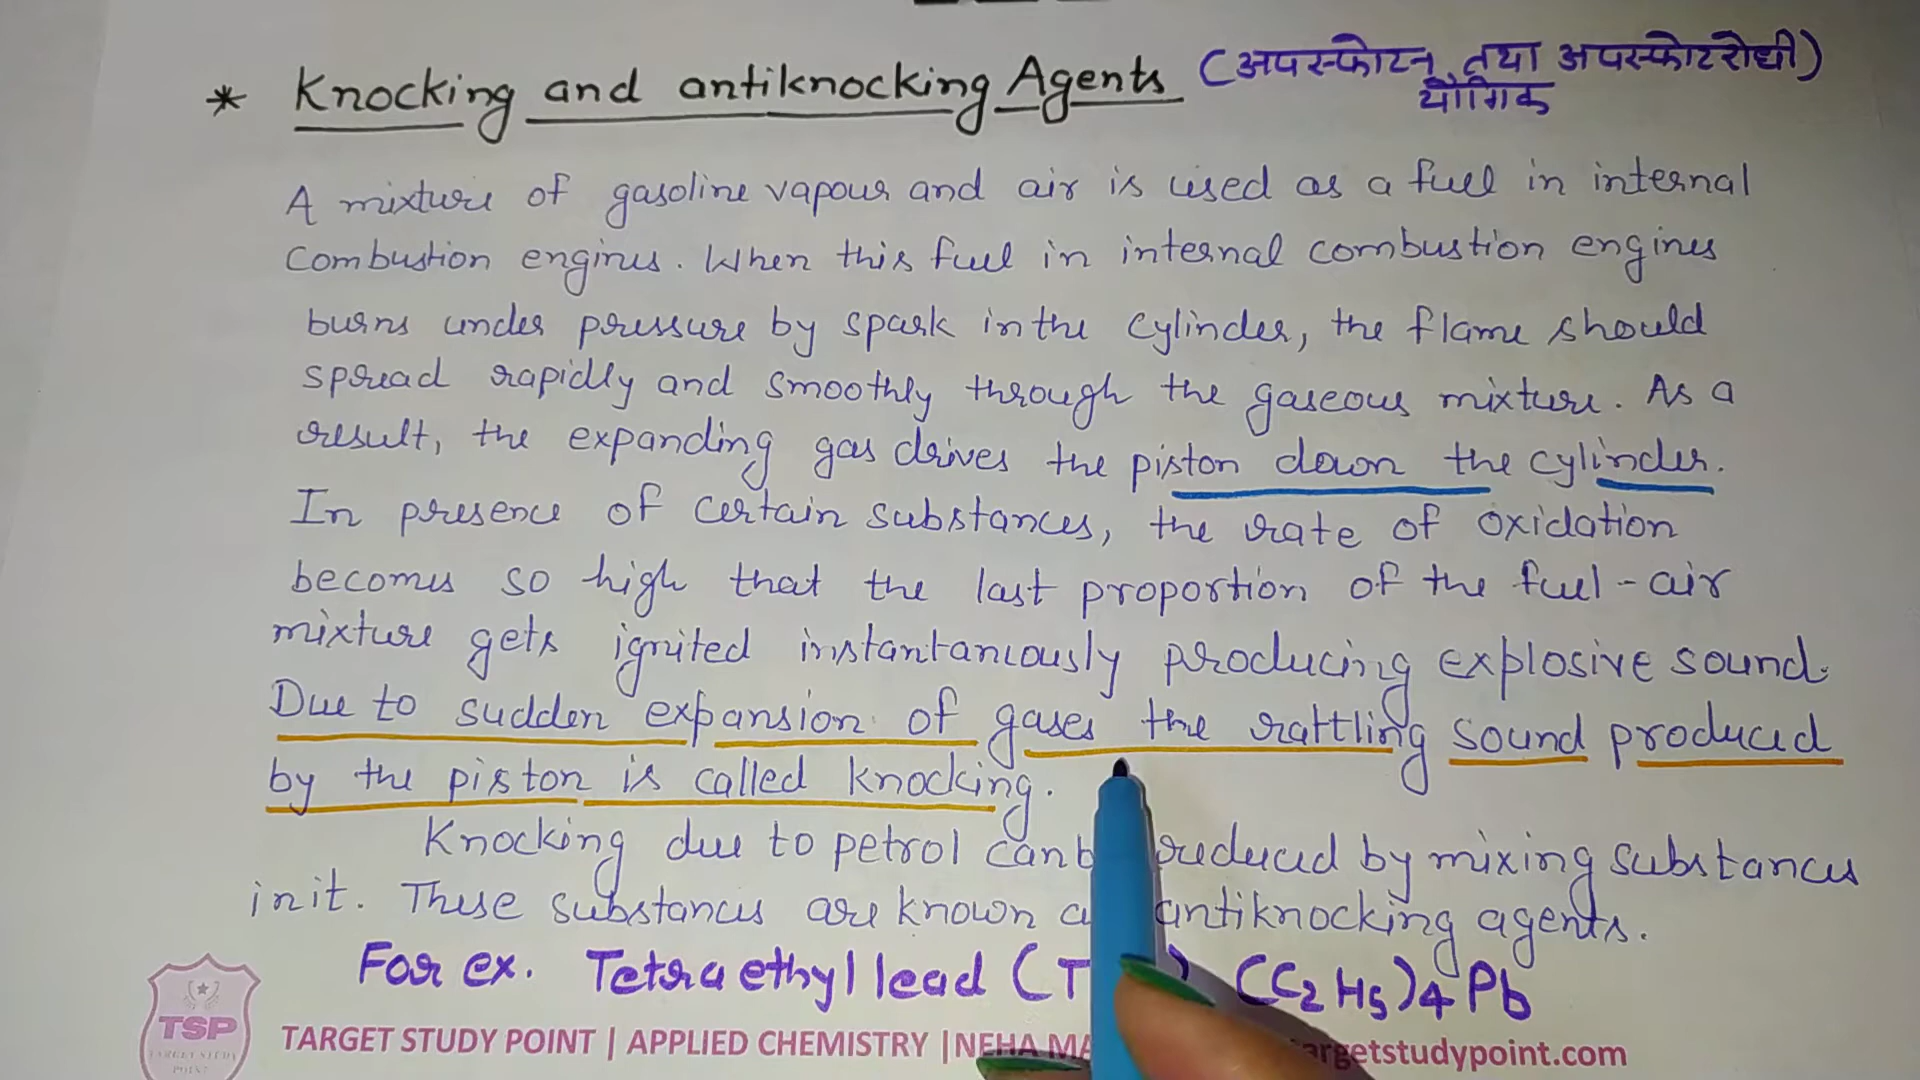 * Knocking and antiknocking Agents (अपस्फोटन तथा अपस्फोटरोधी)
यौगिक
A mixture of gasoline vapour and air is used as a fuel in internal
Combustion engines. When this fuel in internal combustion engines
burns under pressure by spark in the cylinder, the flame should
spread rapidly and smoothly through the gaseous mixture. As a
result, the expanding gas drives the piston down the cylinder.
In presence of certain substances, the rate of oxidation
becomes so high that the last proportion of the fuel-air
mixture gets ignited instantaneously producing explosive sound.
Due to sudden expansion of gases the rattling sound produced
by the piston is called knocking.
Knocking due to petrol can reduced by mixing substances
in it. These substances are known antiknocking agents.
For ex. Tetraethyl lead (T ) (C2H5)4Pb
TSP
TARGET STUDY
POINT
TARGET STUDY POINT | APPLIED CHEMISTRY | NEHA argetstudypoint.com